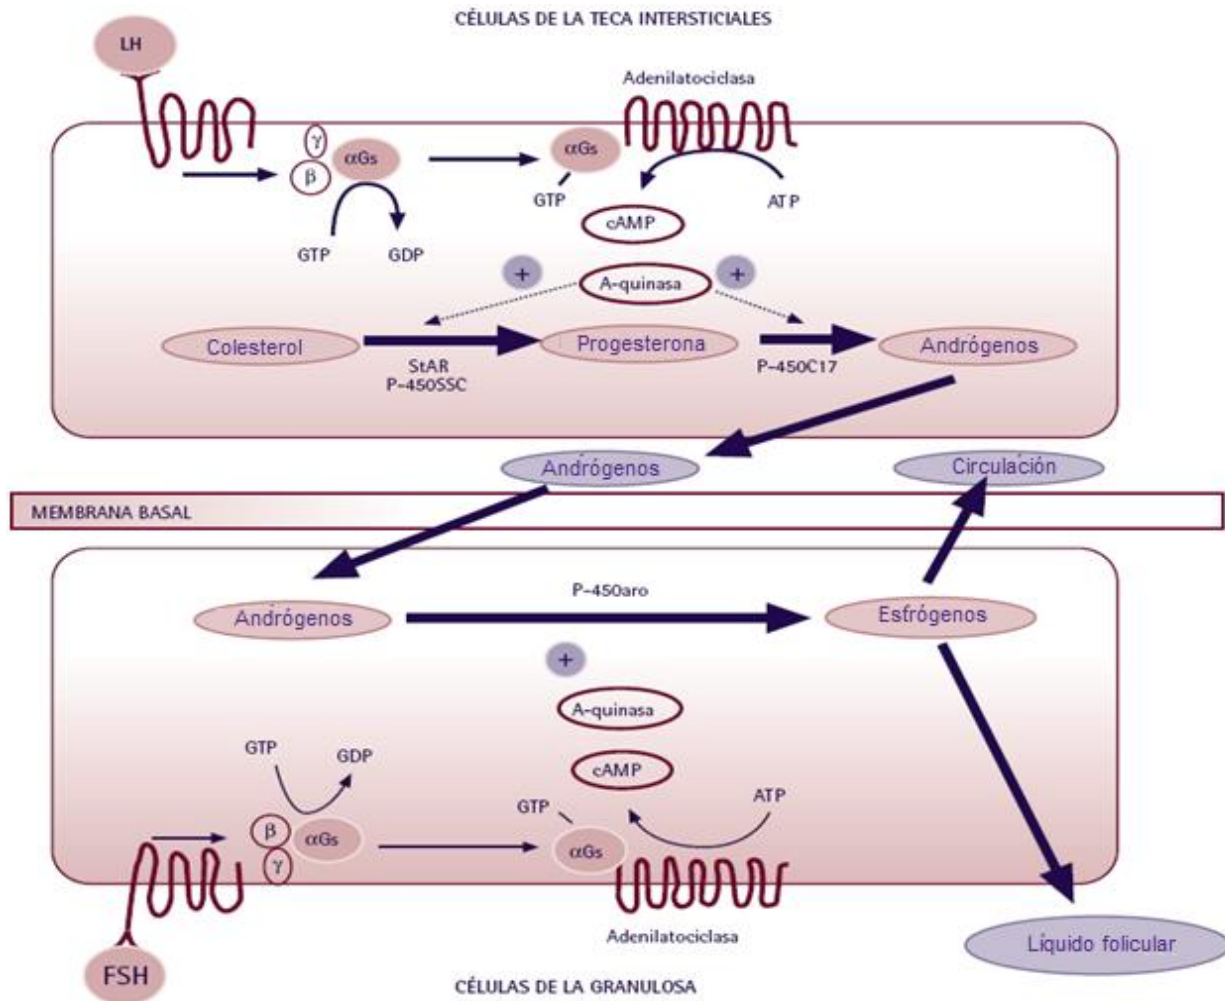 CÉLULAS DE LA TECA INTERSTICIALES
LH
Adenilatociclasa
γ
αGs
β
αGs
GTP
ATP
cAMP
GTP
GDP
+
+
A-quinasa
Colesterol
Progesterona
Andrógenos
StAR
P-450SSC
P-450C17
Andrógenos
Circulación
MEMBRANA BASAL
P-450aro
Andrógenos
Esfrógenos
+
A-quinasa
GTP
GDP
cAMP
GTP
ATP
β
αGs
αGs
γ
Adenilatociclasa
Líquido folicular
FSH
CÉLULAS DE LA GRANULOSA